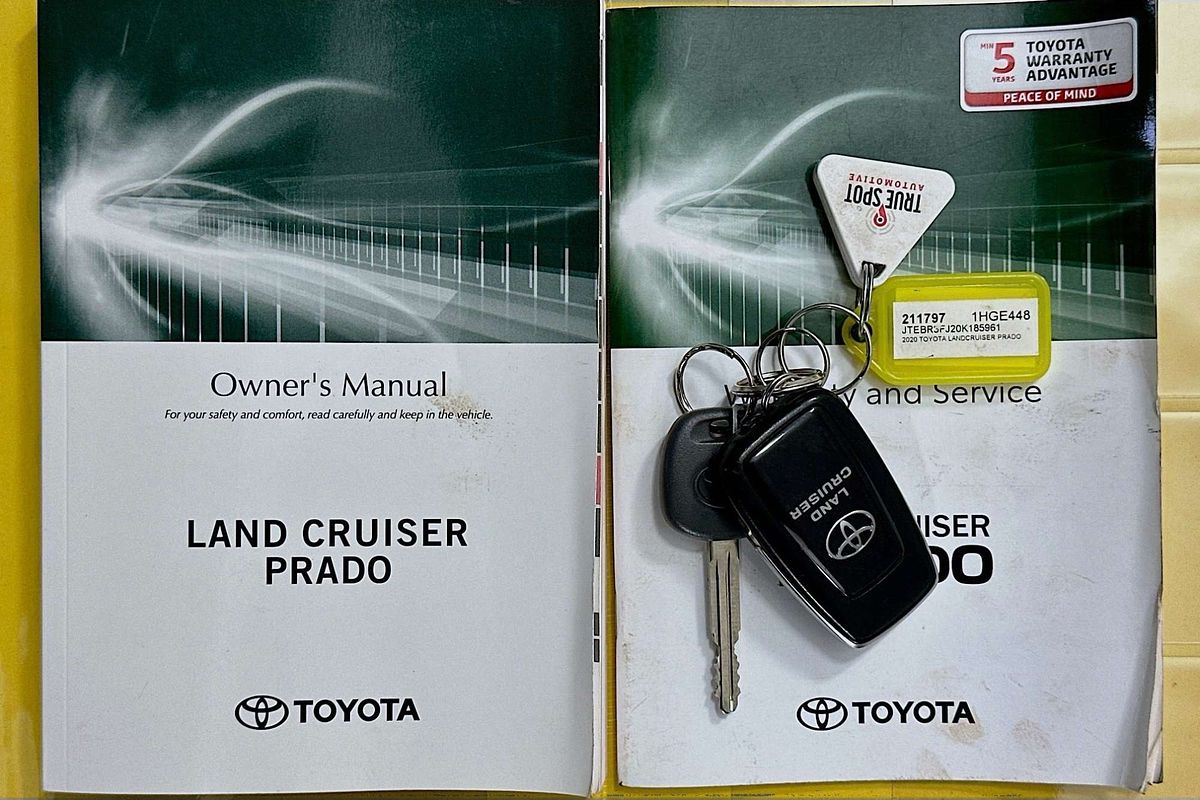 Owner's Manual
For your safety and comfort, read carefully and keep in the vehicle.
LAND CRUISER
PRADO
TOYOTA
MIN 5 YEARS
TOYOTA
WARRANTY
ADVANTAGE
PEACE OF MIND
TRUE SPOT
AUTOMOTIVE
211797 1HGE448
JTEBR3FJ20K185961
2020 TOYOTA LANDCRUISER PRADO
and Service
LAND
CRUISER
TOYOTA